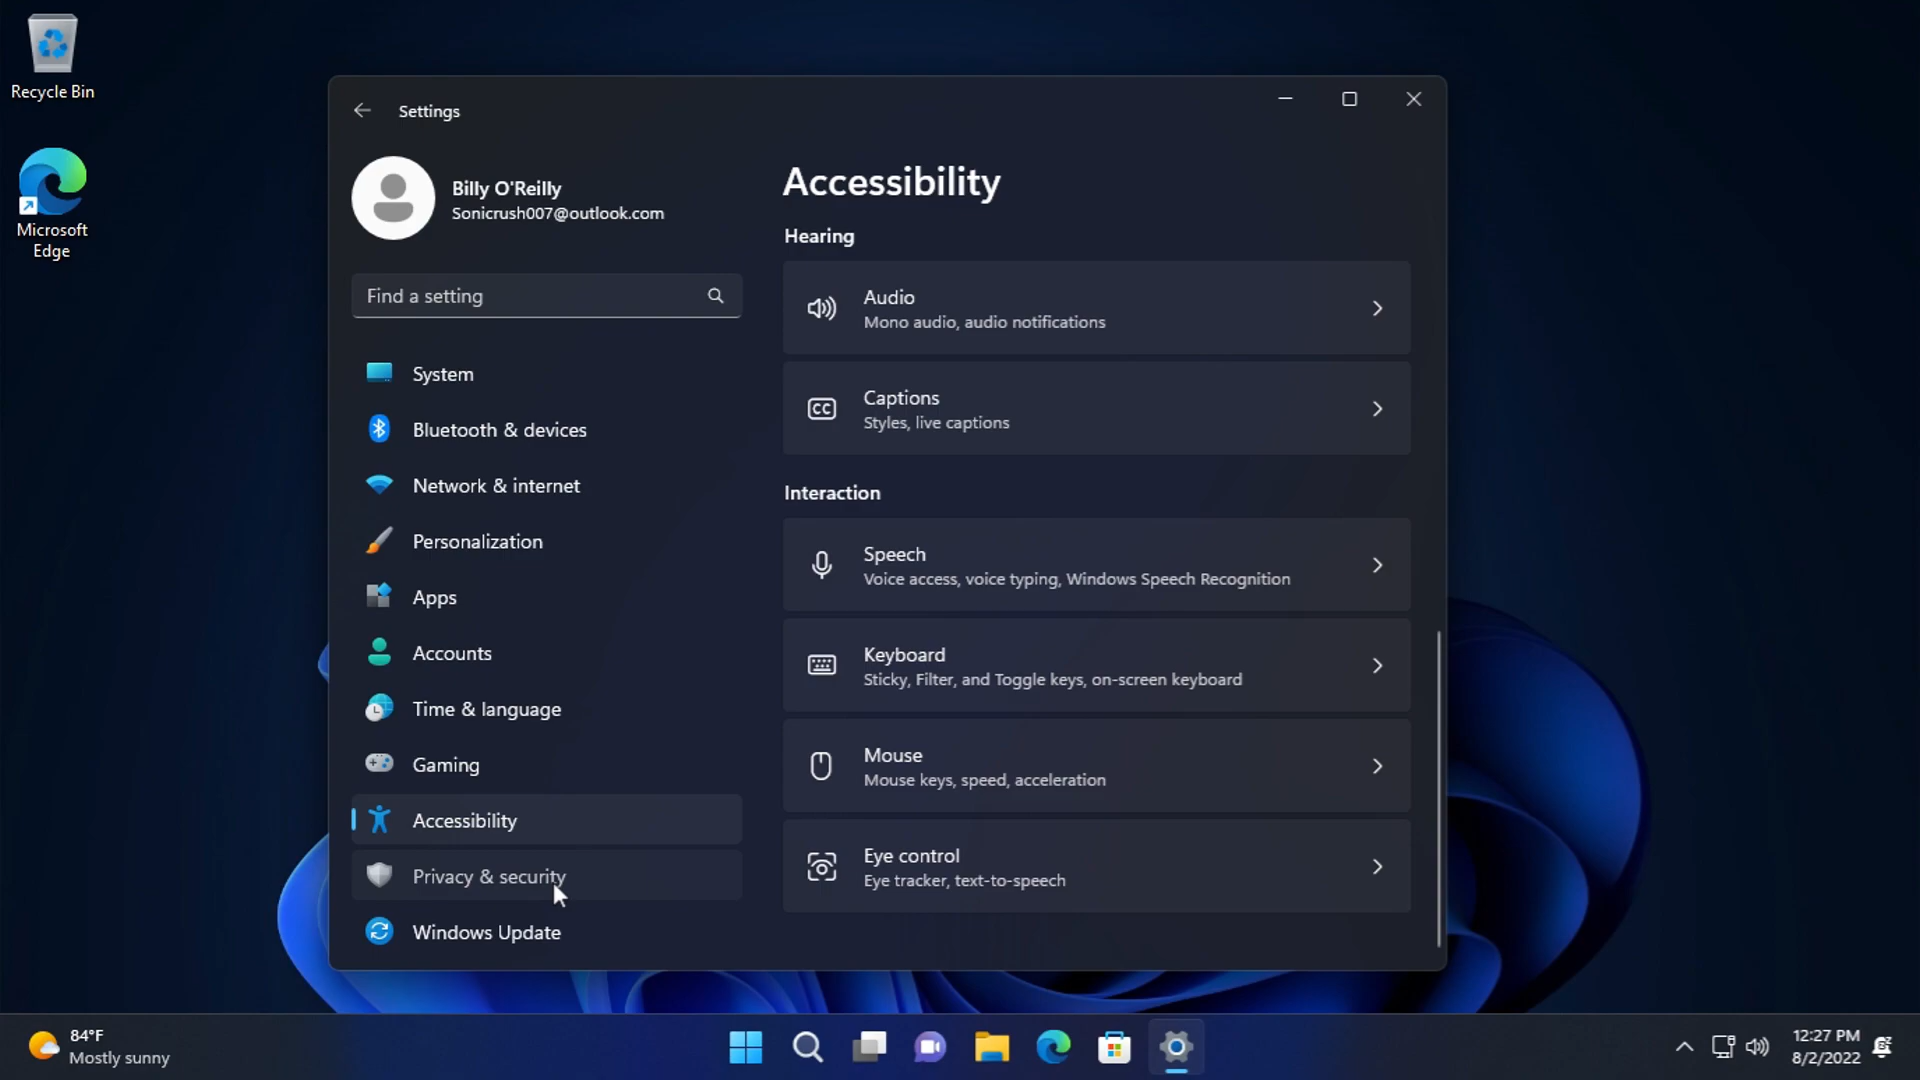 Recycle Bin
Microsoft
Edge
Settings
Billy O'Reilly
Sonicrush007@outlook.com
Find a setting
System
Bluetooth & devices
Network & internet
Personalization
Apps
Accounts
Time & language
Gaming
Accessibility
Privacy & security
Windows Update
Accessibility
Hearing
Audio
Mono audio, audio notifications
CC
Captions
Styles, live captions
Interaction
Speech
Voice access, voice typing, Windows Speech Recognition
Keyboard
Sticky, Filter, and Toggle keys, on-screen keyboard
Mouse
Mouse keys, speed, acceleration
Eye control
Eye tracker, text-to-speech
84°F
Mostly sunny
12:27 PM
8/2/2022